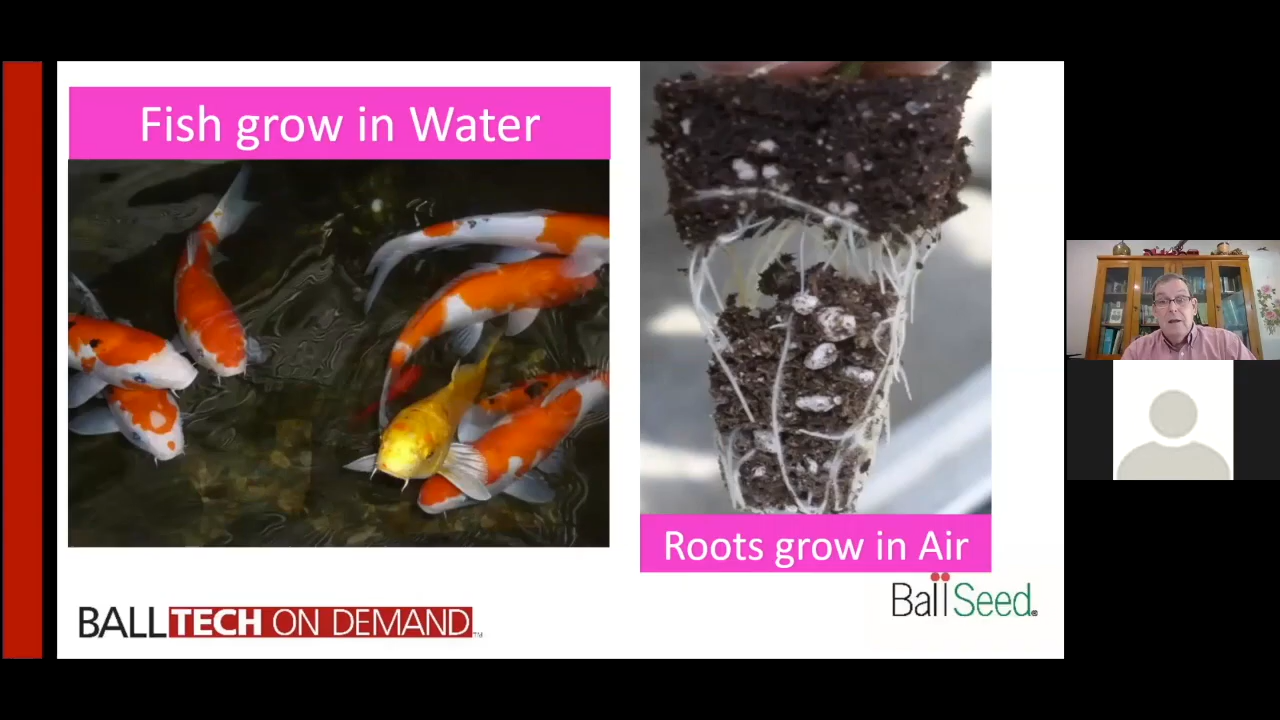 Fish grow in Water
Roots grow in Air
Ball Seed
BALLTECH ON DEMAND